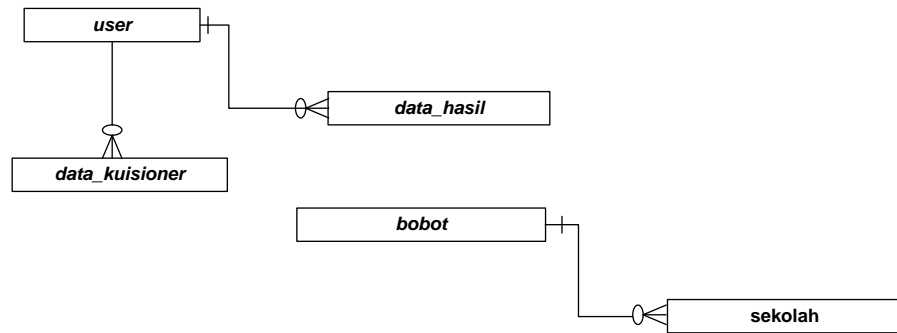 user
data_hasil
data_kuisioner
bobot
sekolah